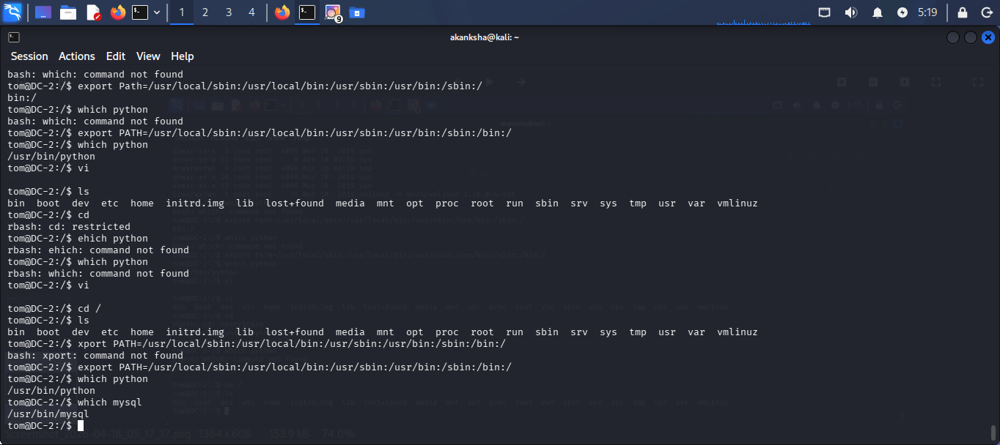 1 2 3 4 9 5:19
akanksha@kali: ~
Session Actions Edit View Help
bash: which: command not found
tom@DC-2:/$ export Path=/usr/local/sbin:/usr/local/bin:/usr/sbin:/usr/bin:/sbin:/
bin:/
tom@DC-2:/$ which python
bash: which: command not found
tom@DC-2:/$ export PATH=/usr/local/sbin:/usr/local/bin:/usr/sbin:/usr/bin:/sbin:/bin:/
tom@DC-2:/$ which python
/usr/bin/python
tom@DC-2:/$ vi
tom@DC-2:/$ ls
bin boot dev etc home initrd.img lib lost+found media mnt opt proc root run sbin srv sys tmp usr var vmlinuz
tom@DC-2:/$ cd
rbash: cd: restricted
tom@DC-2:/$ ehich python
rbash: ehich: command not found
tom@DC-2:/$ which python
rbash: which: command not found
tom@DC-2:/$ vi
tom@DC-2:/$ cd /
tom@DC-2:/$ ls
bin boot dev etc home initrd.img lib lost+found media mnt opt proc root run sbin srv sys tmp usr var vmlinuz
tom@DC-2:/$ xport PATH=/usr/local/sbin:/usr/local/bin:/usr/sbin:/usr/bin:/sbin:/bin:/
bash: xport: command not found
tom@DC-2:/$ export PATH=/usr/local/sbin:/usr/local/bin:/usr/sbin:/usr/bin:/sbin:/bin:/
tom@DC-2:/$ which python
/usr/bin/python
tom@DC-2:/$ which mysql
/usr/bin/mysql
tom@DC-2:/$
1364 x 608 153.9 kB 74.0%